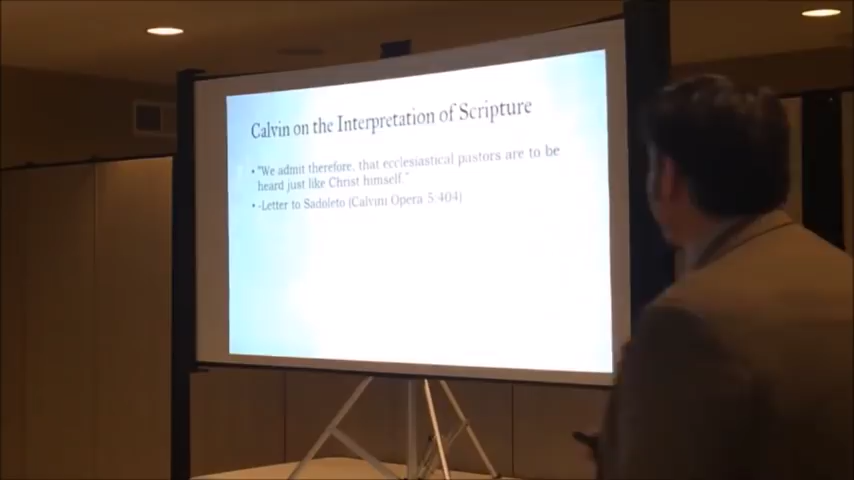 Calvin on the Interpretation of Scripture
• "We admit therefore, that ecclesiastical pastors are to be
heard just like Christ himself."
• -Letter to Sadoleto (Calvini Opera 5:404)